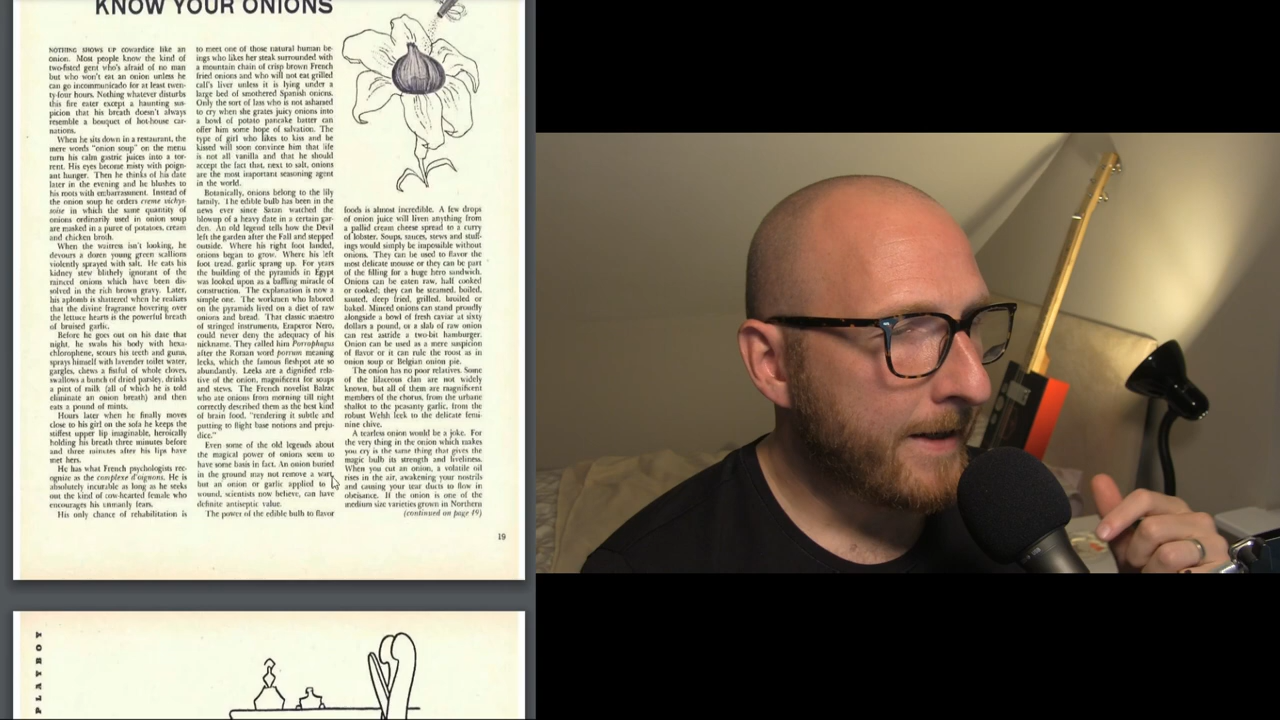 KNOW YOUR ONIONS
NOTHING SHOWS UP cowardice like an
onion. Most people know the kind of
two-fisted gent who's afraid of no man
but who won't eat an onion unless he
can go incommunicado for at least twen-
ty-four hours. Nothing whatever disturbs
this fire eater except a haunting sus-
picion that his breath doesn't always
resemble a bouquet of hot-house car-
nations.
When he sits down in a restaurant, the
mere words "onion soup" on the menu
turn his calm gastric juices into a tor-
rent. His eyes become misty with poign-
ant hunger. Then he thinks of his date
later in the evening and he blushes to
his roots with embarrassment. Instead of
the onion soup he orders creme vichys-
soise in which the same quantity of
onions ordinarily used in onion soup
are masked in a puree of potatoes, cream
and chicken broth.
When the waitress isn't looking, he
devours a dozen young green scallions
violently sprayed with salt. He eats his
kidney stew blithely ignorant of the
minced onions which have been dis-
solved in the rich brown gravy. Later,
his aplomb is shattered when he realizes
that the divine fragrance hovering over
the lettuce hearts is the powerful breath
of bruised garlic.
Before he goes out on his date that
night, he swabs his body with hexa-
chlorophene, scours his teeth and gums,
sprays himself with lavender toilet water,
gargles, chews a fistful of whole cloves,
swallows a bunch of dried parsley, drinks
a pint of milk (all of which he is told
eliminate an onion breath) and then
eats a pound of mints.
Hours later when he finally moves
close to his girl on the sofa he keeps the
stiffest upper lip imaginable, heroically
holding his breath three minutes before
and three minutes after his lips have
met hers.
He has what French psychologists rec-
ognize as the complexe d'oignons. He is
absolutely incurable as long as he seeks
out the kind of cow-hearted female who
encourages his unmanly fears.
His only chance of rehabilitation is
to meet one of those natural human be-
ings who likes her steak surrounded with
a mountain chain of crisp brown French
fried onions and who will not eat grilled
calf's liver unless it is lying under a
large bed of smothered Spanish onions.
Only the sort of lass who is not ashamed
to cry when she grates juicy onions into
a bowl of potato pancake batter can
offer him some hope of salvation. The
type of girl who likes to kiss and be
kissed will soon convince him that life
is not all vanilla and that he should
accept the fact that, next to salt, onions
are the most important seasoning agent
in the world.
Botanically, onions belong to the lily
family. The edible bulb has been in the
news ever since Satan watched the
blowup of a heavy date in a certain gar-
den. An old legend tells how the Devil
left the garden after the Fall and stepped
outside. Where his right foot landed,
onions began to grow. Where his left
foot tread, garlic sprang up. For years
the building of the pyramids in Egypt
was looked upon as a baffling miracle of
construction. The explanation is now a
simple one. The workmen who labored
on the pyramids lived on a diet of raw
onions and bread. That classic maestro
of stringed instruments, Emperor Nero,
could never deny the adequacy of his
nickname. They called him Porrophagus
after the Roman word porrum meaning
leeks, which the famous fleshpot ate so
abundantly. Leeks are a dignified rela-
tive of the onion, magnificent for soups
and stews. The French novelist Balzac
who ate onions from morning till night
correctly described them as the best kind
of brain food, "rendering it subtle and
putting to flight base notions and preju-
dice."
Even some of the old legends about
the magical power of onions seem to
have some basis in fact. An onion buried
in the ground may not remove a wart,
but an onion or garlic applied to a
wound, scientists now believe, can have
definite antiseptic value.
The power of the edible bulb to flavor
foods is almost incredible. A few drops
of onion juice will liven anything from
a pallid cream cheese spread to a curry
of lobster. Soups, sauces, stews and stuff-
ings would simply be impossible without
onions. They can be used to flavor the
most delicate mousse or they can be part
of the filling for a huge hero sandwich.
Onions can be eaten raw, half cooked
or cooked; they can be steamed, boiled,
sauted, deep fried, grilled, broiled or
baked. Minced onions can stand proudly
alongside a bowl of fresh caviar at sixty
dollars a pound, or a slab of raw onion
can rest astride a two-bit hamburger.
Onion can be used as a mere suspicion
of flavor or it can rule the roost as in
onion soup or Belgian onion pie.
The onion has no poor relatives. Some
of the liliaceous clan are not widely
known, but all of them are magnificent
members of the chorus, from the urbane
shallot to the peasanty garlic, from the
robust Welsh leek to the delicate femi-
nine chive.
A tearless onion would be a joke. For
the very thing in the onion which makes
you cry is the same thing that gives the
magic bulb its strength and liveliness.
When you cut an onion, a volatile oil
rises in the air, awakening your nostrils
and causing your tear ducts to flow in
obeisance. If the onion is one of the
medium size varieties grown in Northern
(continued on page 49)
19
PLAYBOY